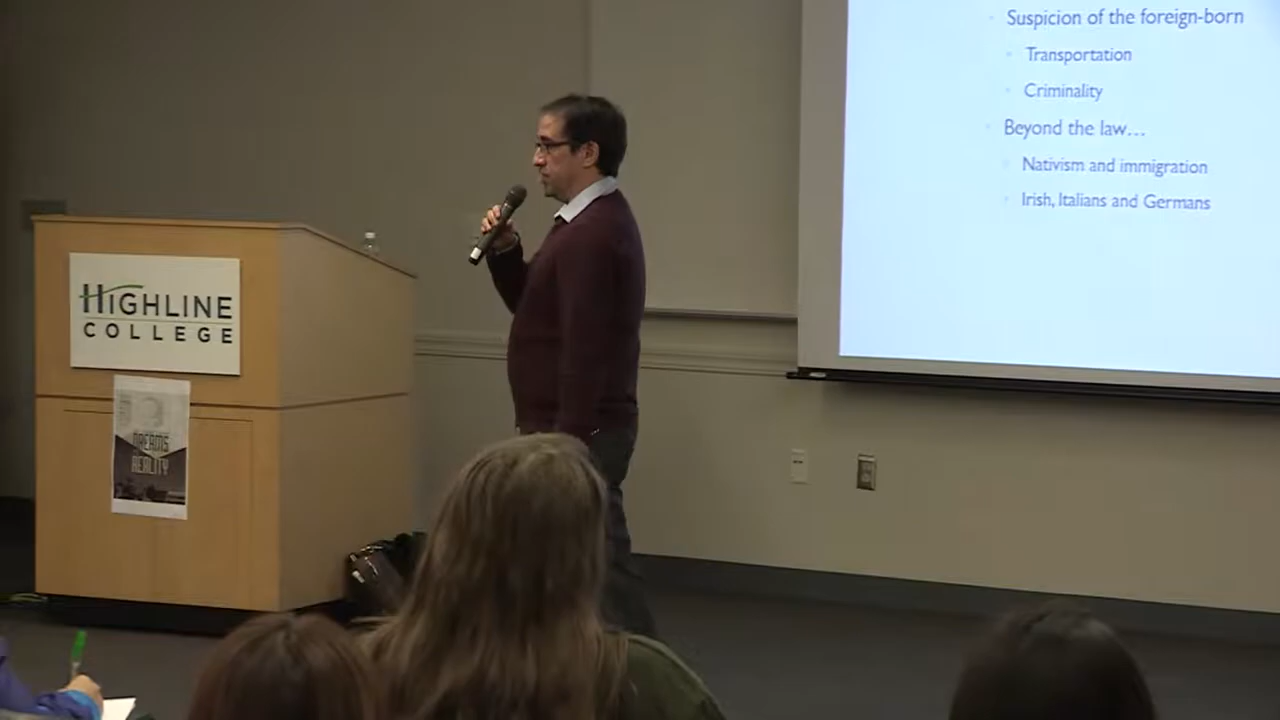 Suspicion of the foreign-born
Transportation
Criminality
Beyond the law...
Nativism and immigration
Irish, Italians and Germans
HIGHLINE
COLLEGE
DREAMS
REALITY